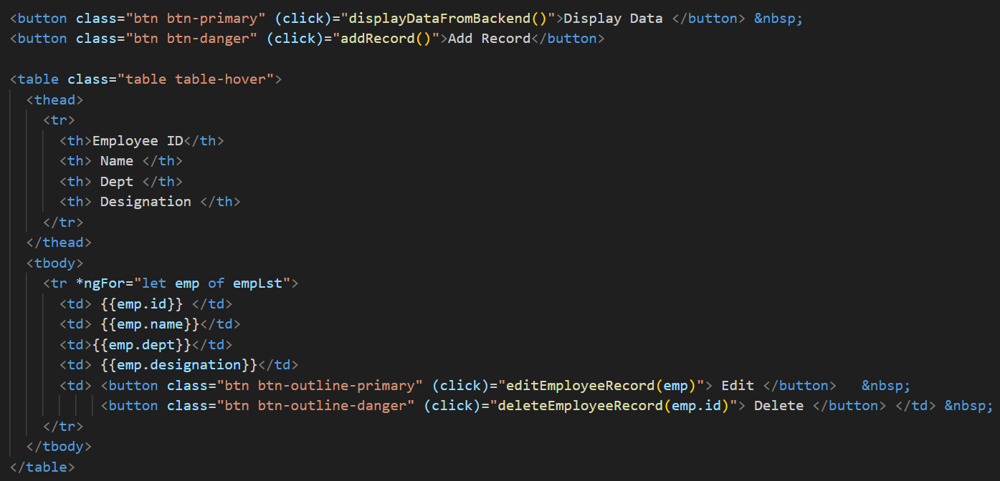 <button class="btn btn-primary" (click)="displayDataFromBackend()">Display Data </button> &nbsp;
<button class="btn btn-danger" (click)="addRecord()">Add Record</button>

<table class="table table-hover">
  <thead>
    <tr>
      <th>Employee ID</th>
      <th> Name </th>
      <th> Dept </th>
      <th> Designation </th>
    </tr>
  </thead>
  <tbody>
    <tr *ngFor="let emp of empLst">
      <td> {{emp.id}} </td>
      <td> {{emp.name}}</td>
      <td>{{emp.dept}}</td>
      <td> {{emp.designation}}</td>
      <td> <button class="btn btn-outline-primary" (click)="editEmployeeRecord(emp)"> Edit </button>   &nbsp;
           <button class="btn btn-outline-danger" (click)="deleteEmployeeRecord(emp.id)"> Delete </button> </td> &nbsp;
    </tr>
  </tbody>
</table>